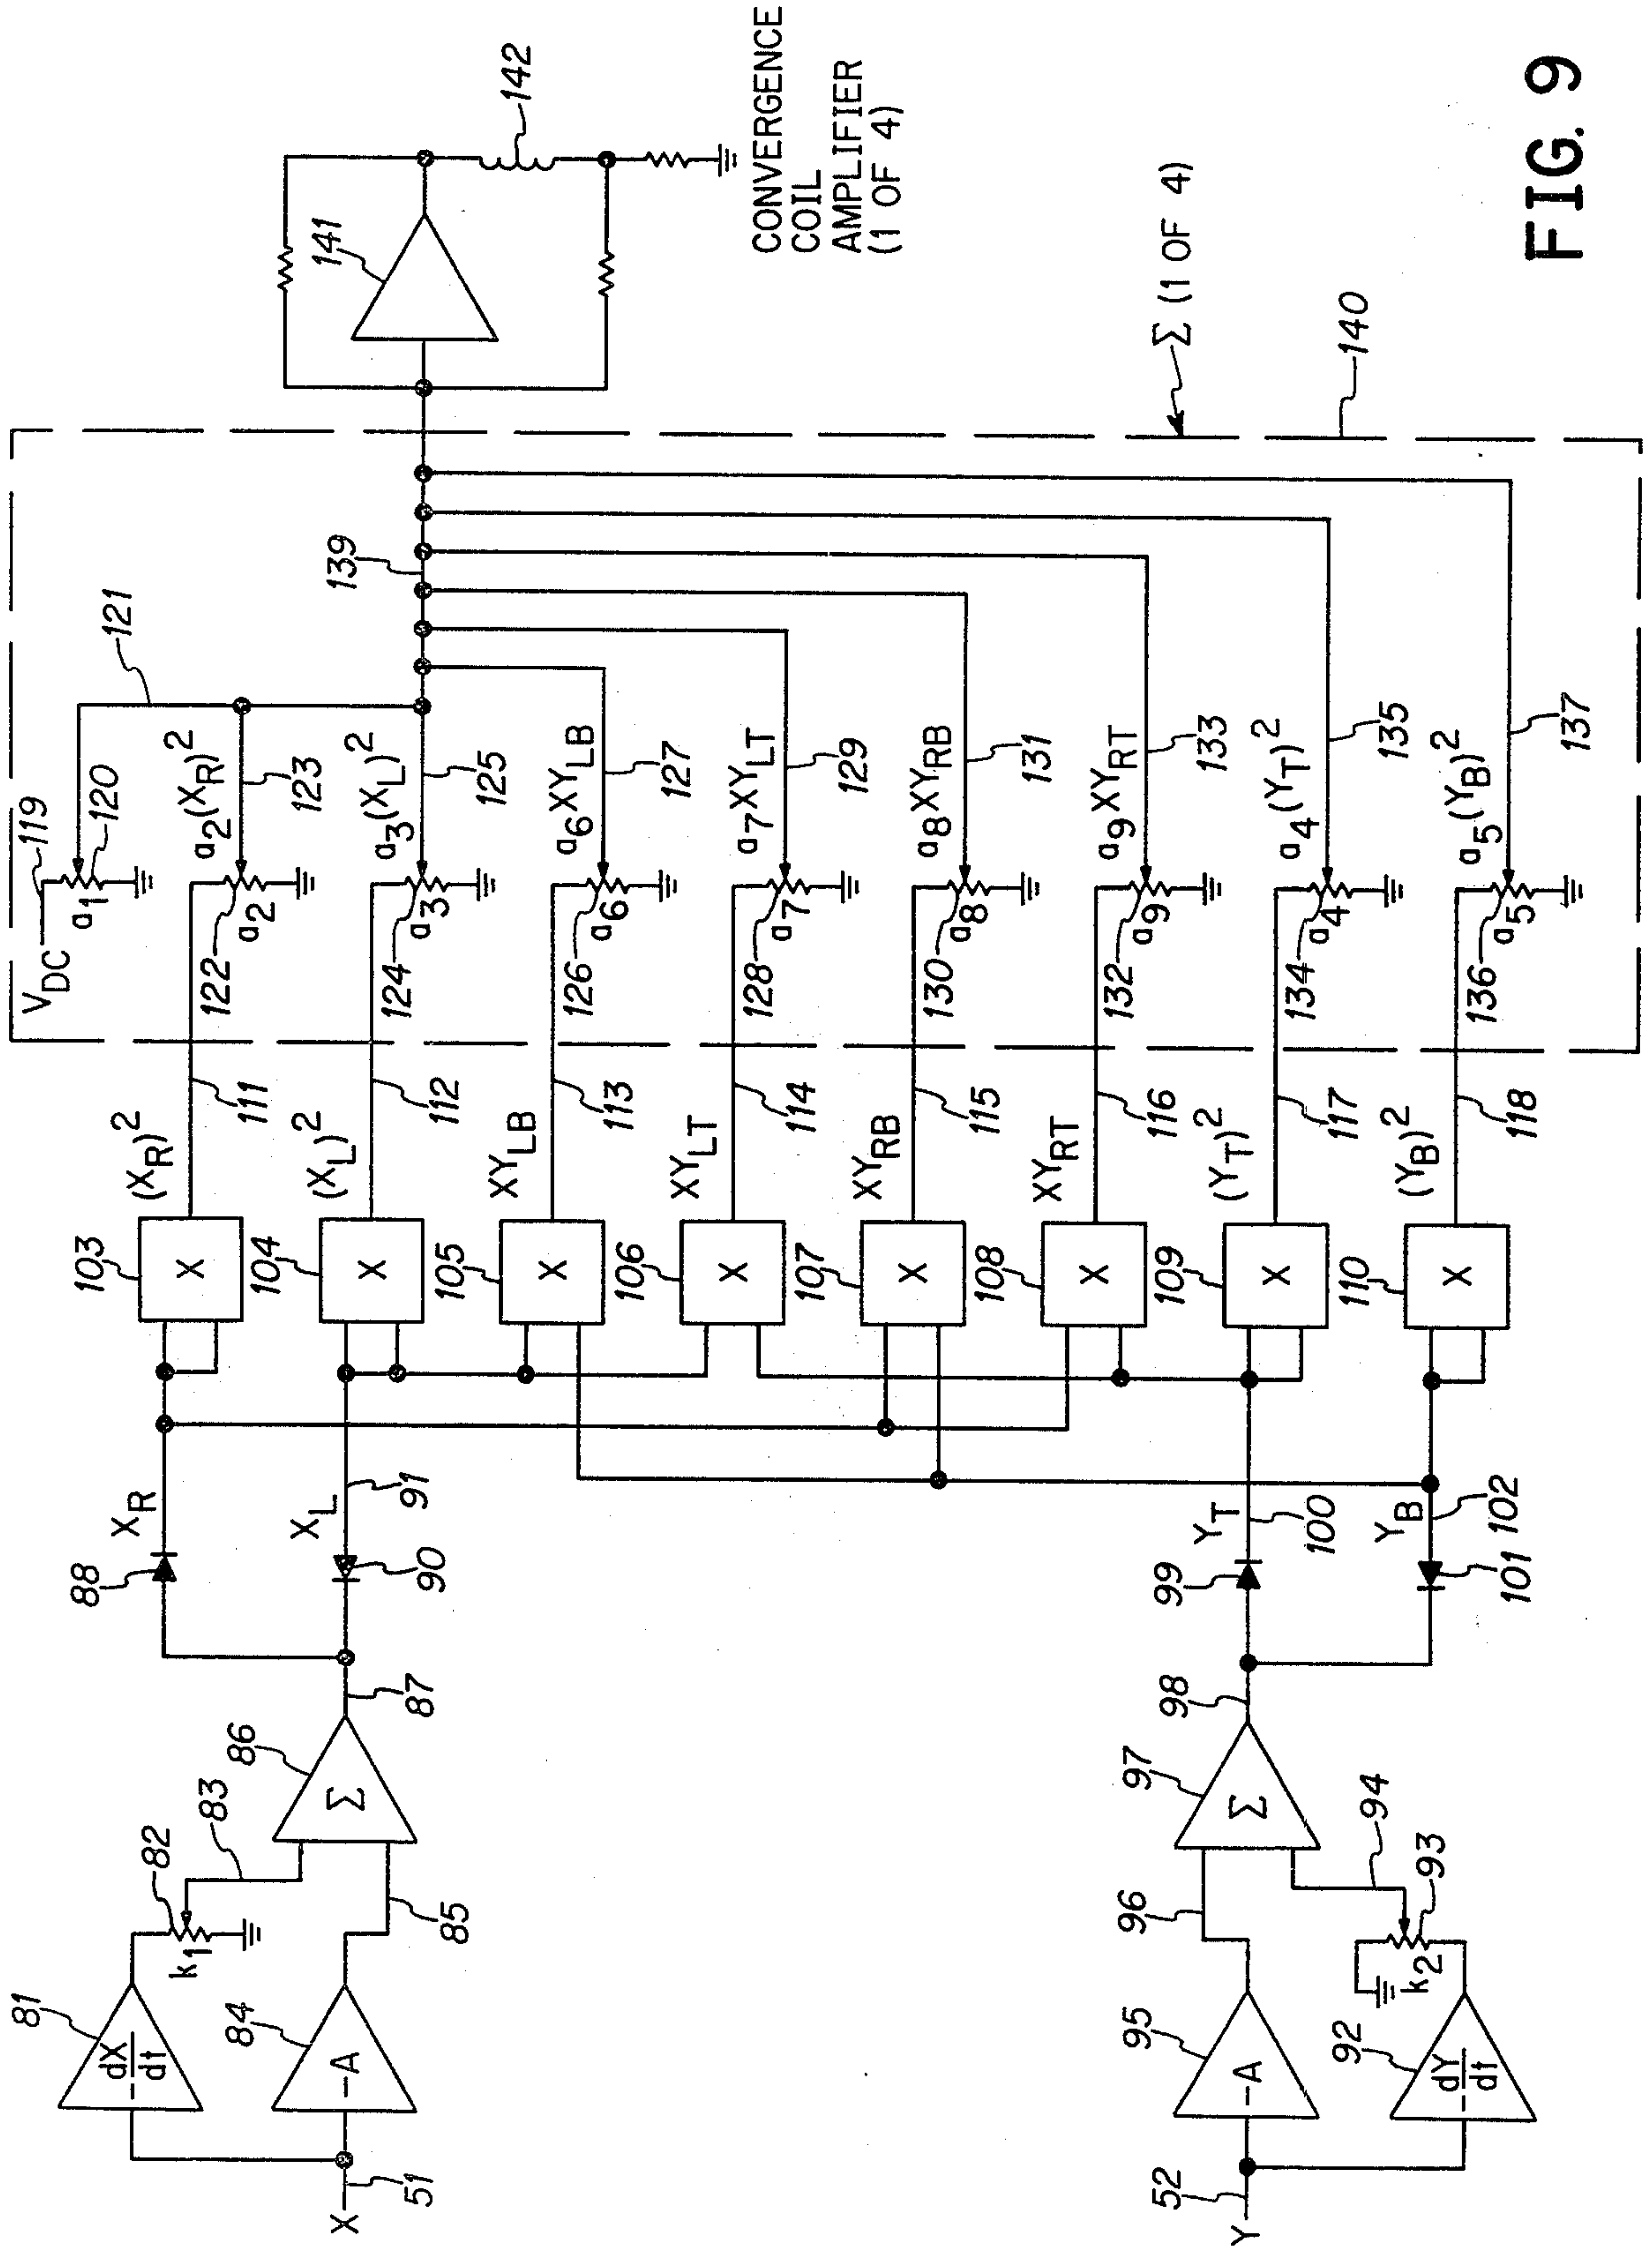 X
51
81
- dX/dt
k1
82
83
84
-A
85
86
Σ
87
88
XR
90
XL
91
Y
52
95
-A
96
92
- dY/dt
k2
93
94
97
Σ
98
99
YT
100
101
YB
102
103
X
(XR)2
111
104
X
(XL)2
112
105
X
XYLB
113
106
X
XYLT
114
107
X
XYRB
115
108
X
XYRT
116
109
X
(YT)2
117
110
X
(YB)2
118
VDC
119
a1
120
121
122
a2
a2(XR)2
123
124
a3
a3(XL)2
125
126
a6
a6XYLB
127
128
a7
a7XYLT
129
130
a8
a8XYRB
131
132
a9
a9XYRT
133
134
a4
a4(YT)2
135
136
a5
a5(YB)2
137
139
Σ (1 OF 4)
140
141
142
CONVERGENCE
COIL
AMPLIFIER
(1 OF 4)
FIG. 9